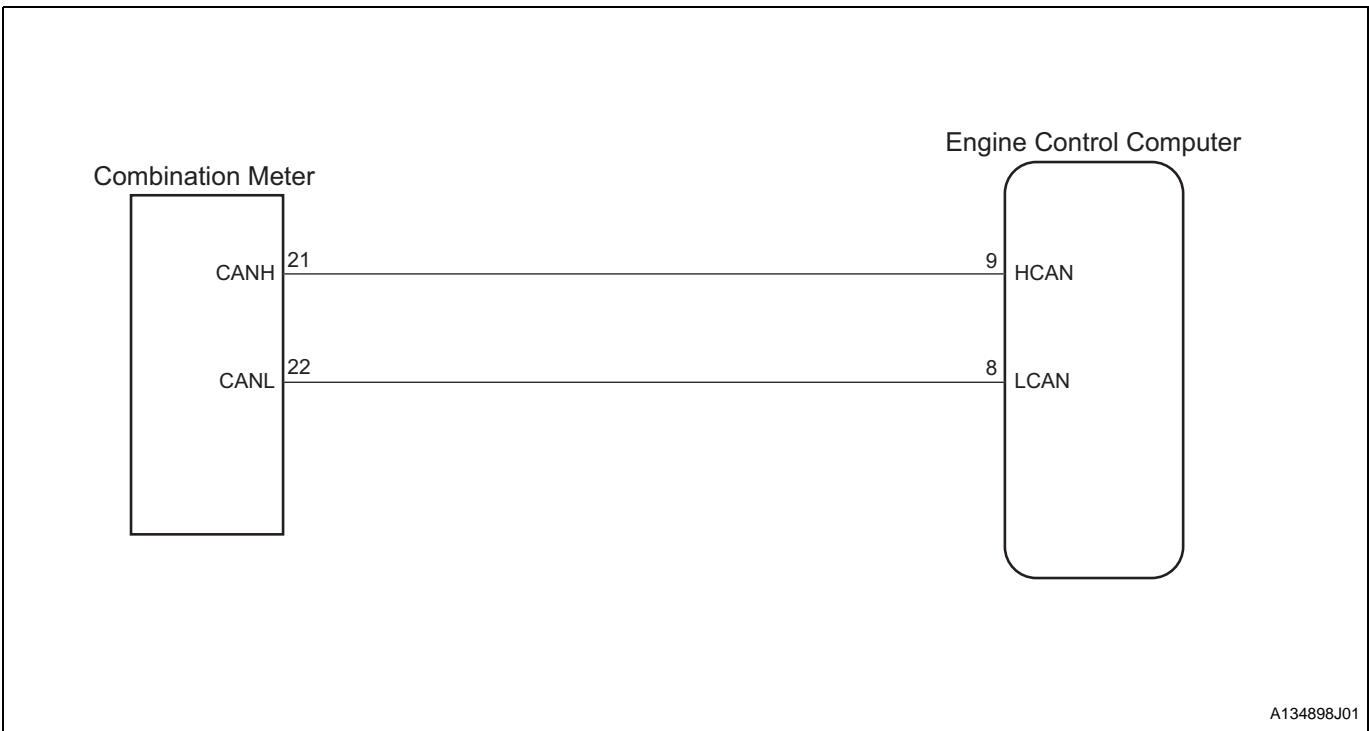 Engine Control Computer
Combination Meter
CANH 21 9 HCAN
CANL 22 8 LCAN
A134898J01